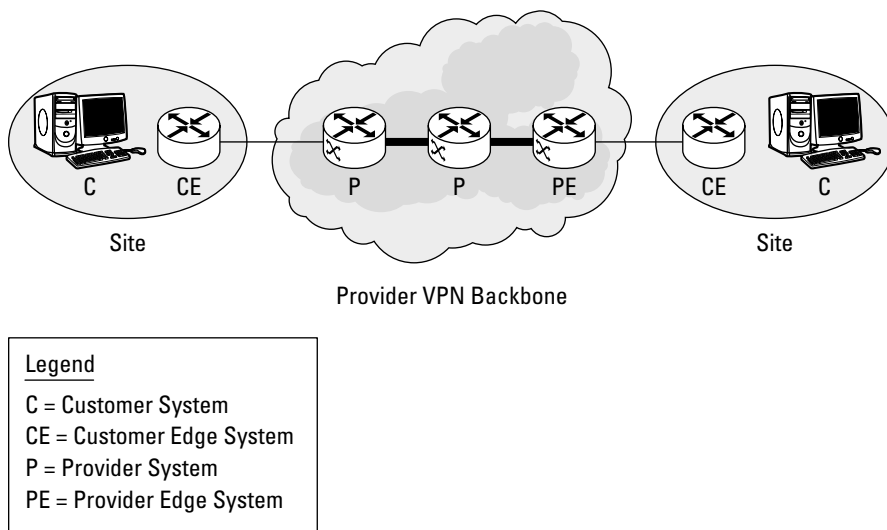 C
CE
P
P
PE
CE
C
Site
Site
Provider VPN Backbone
Legend
C = Customer System
CE = Customer Edge System
P = Provider System
PE = Provider Edge System